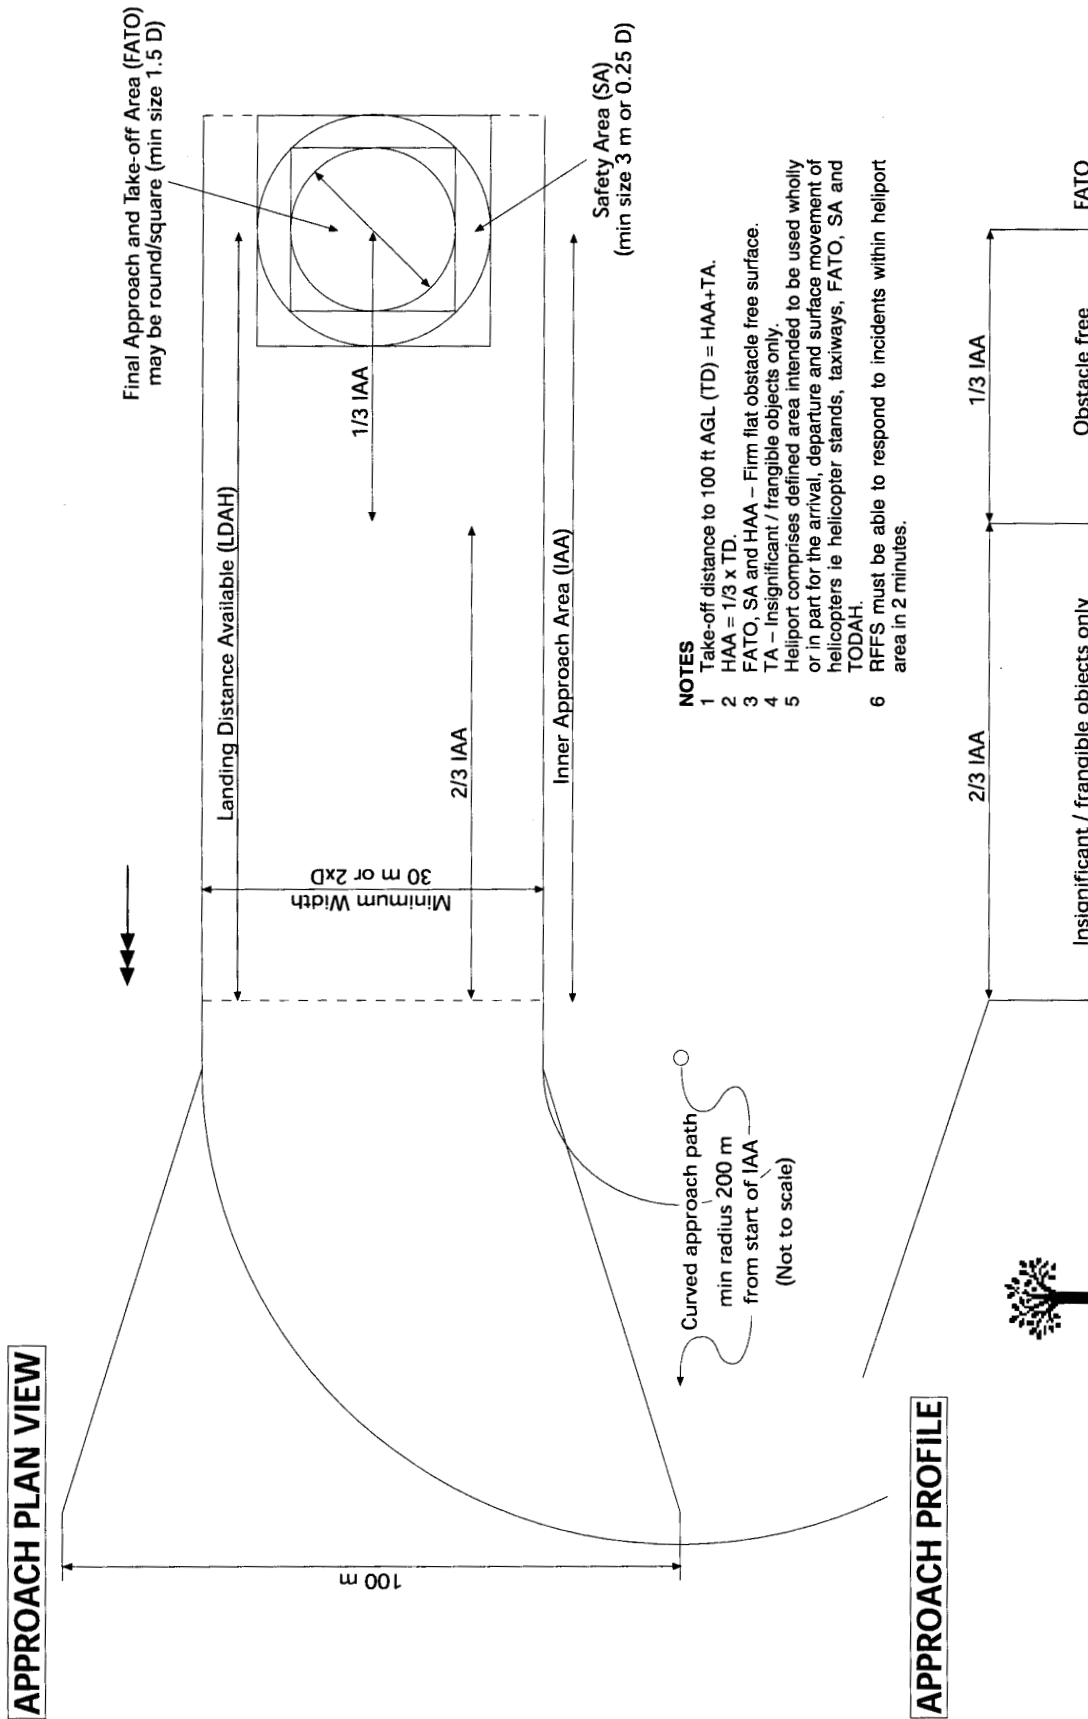 APPROACH PLAN VIEW
Final Approach and Take-off Area (FATO)
may be round/square (min size 1.5 D)
Landing Distance Available (LDAH)
1/3 IAA
Minimum Width
30 m or 2xD
2/3 IAA
Inner Approach Area (IAA)
100 m
Safety Area (SA)
(min size 3 m or 0.25 D)
Curved approach path
min radius 200 m
from start of IAA
(Not to scale)
NOTES
1 Take-off distance to 100 ft AGL (TD) = HAA+TA.
2 HAA = 1/3 x TD.
3 FATO, SA and HAA – Firm flat obstacle free surface.
4 TA – Insignificant / frangible objects only.
5 Heliport comprises defined area intended to be used wholly
or in part for the arrival, departure and surface movement of
helicopters ie helicopter stands, taxiways, FATO, SA and
TODAH.
6 RFFS must be able to respond to incidents within heliport
area in 2 minutes.
APPROACH PROFILE
2/3 IAA
1/3 IAA
Insignificant / frangible objects only
Obstacle free
FATO